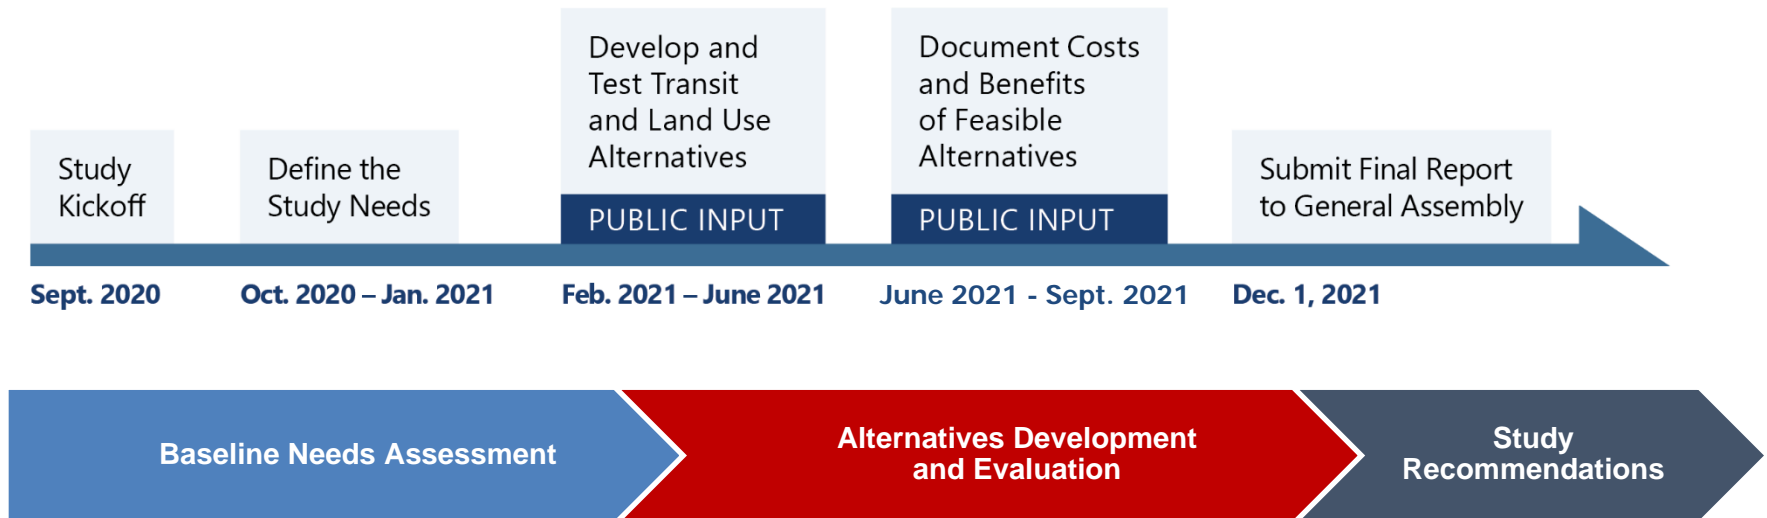 Study
Kickoff
Define the
Study Needs
Develop and
Test Transit
and Land Use
Alternatives
PUBLIC INPUT
Document Costs
and Benefits
of Feasible
Alternatives
PUBLIC INPUT
Submit Final Report
to General Assembly
Sept. 2020
Oct. 2020 – Jan. 2021
Feb. 2021 – June 2021
June 2021 - Sept. 2021
Dec. 1, 2021
Baseline Needs Assessment
Alternatives Development
and Evaluation
Study
Recommendations